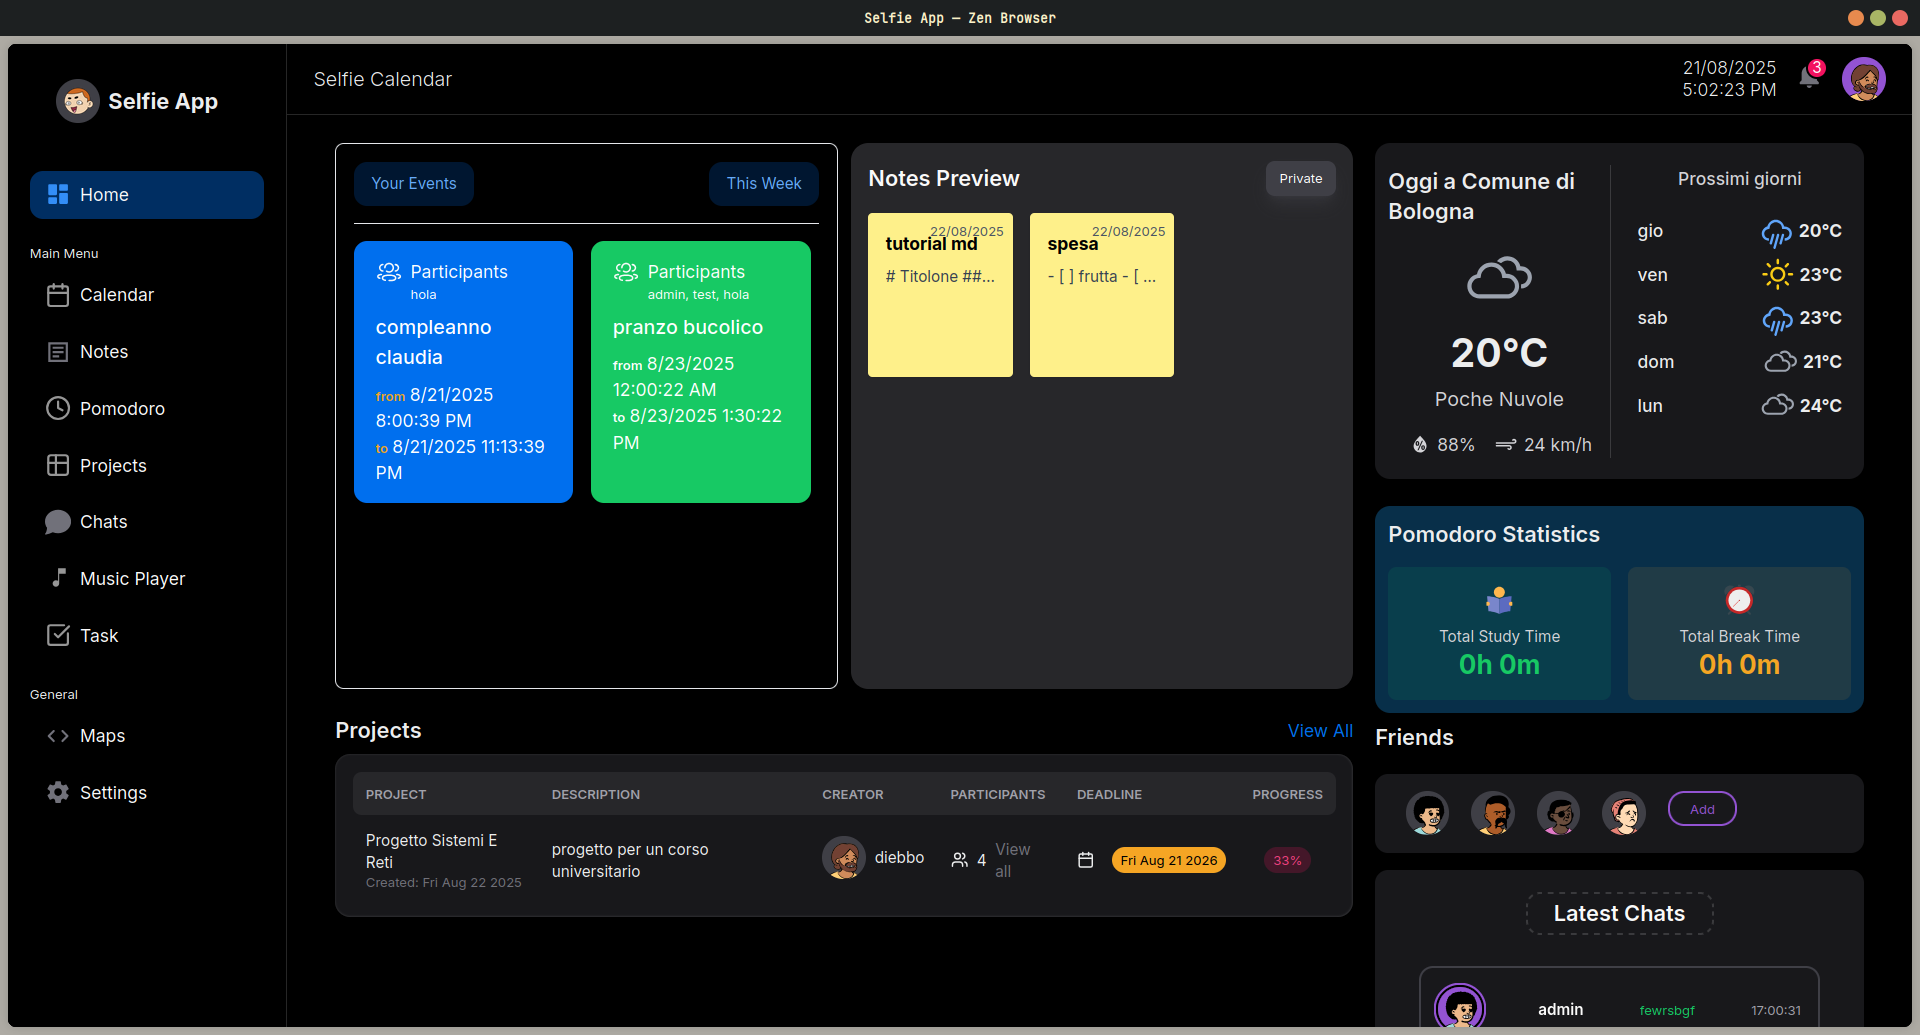 Selfie App — Zen Browser
Selfie App
Home
Main Menu
Calendar
Notes
Pomodoro
Projects
Chats
Music Player
Task
General
Maps
Settings
Selfie Calendar
21/08/2025
5:02:23 PM
3
Your Events
This Week
Participants
hola
compleanno
claudia
from 8/21/2025
8:00:39 PM
to 8/21/2025 11:13:39
PM
Participants
admin, test, hola
pranzo bucolico
from 8/23/2025
12:00:22 AM
to 8/23/2025 1:30:22
PM
Notes Preview
Private
22/08/2025
tutorial md
# Titolone ##...
22/08/2025
spesa
- [ ] frutta - [ ...
Oggi a Comune di
Bologna
20°C
Poche Nuvole
88%
24 km/h
Prossimi giorni
gio 20°C
ven 23°C
sab 23°C
dom 21°C
lun 24°C
Pomodoro Statistics
Total Study Time
0h 0m
Total Break Time
0h 0m
Projects
View All
PROJECT DESCRIPTION CREATOR PARTICIPANTS DEADLINE PROGRESS
Progetto Sistemi E
Reti
Created: Fri Aug 22 2025
progetto per un corso
universitario
diebbo
4
View
all
Fri Aug 21 2026
33%
Friends
Add
Latest Chats
admin
fewrsbgf
17:00:31